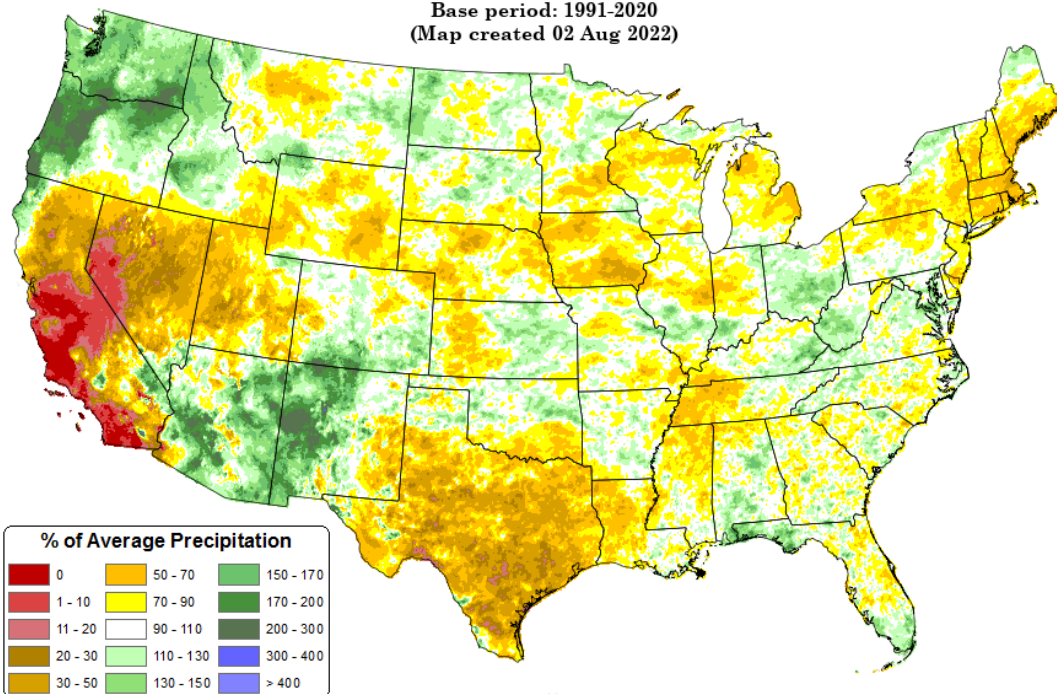 Base period: 1991-2020
(Map created 02 Aug 2022)
% of Average Precipitation
0
50 - 70
150 - 170
1 - 10
70 - 90
170 - 200
11 - 20
90 - 110
200 - 300
20 - 30
110 - 130
300 - 400
30 - 50
130 - 150
> 400